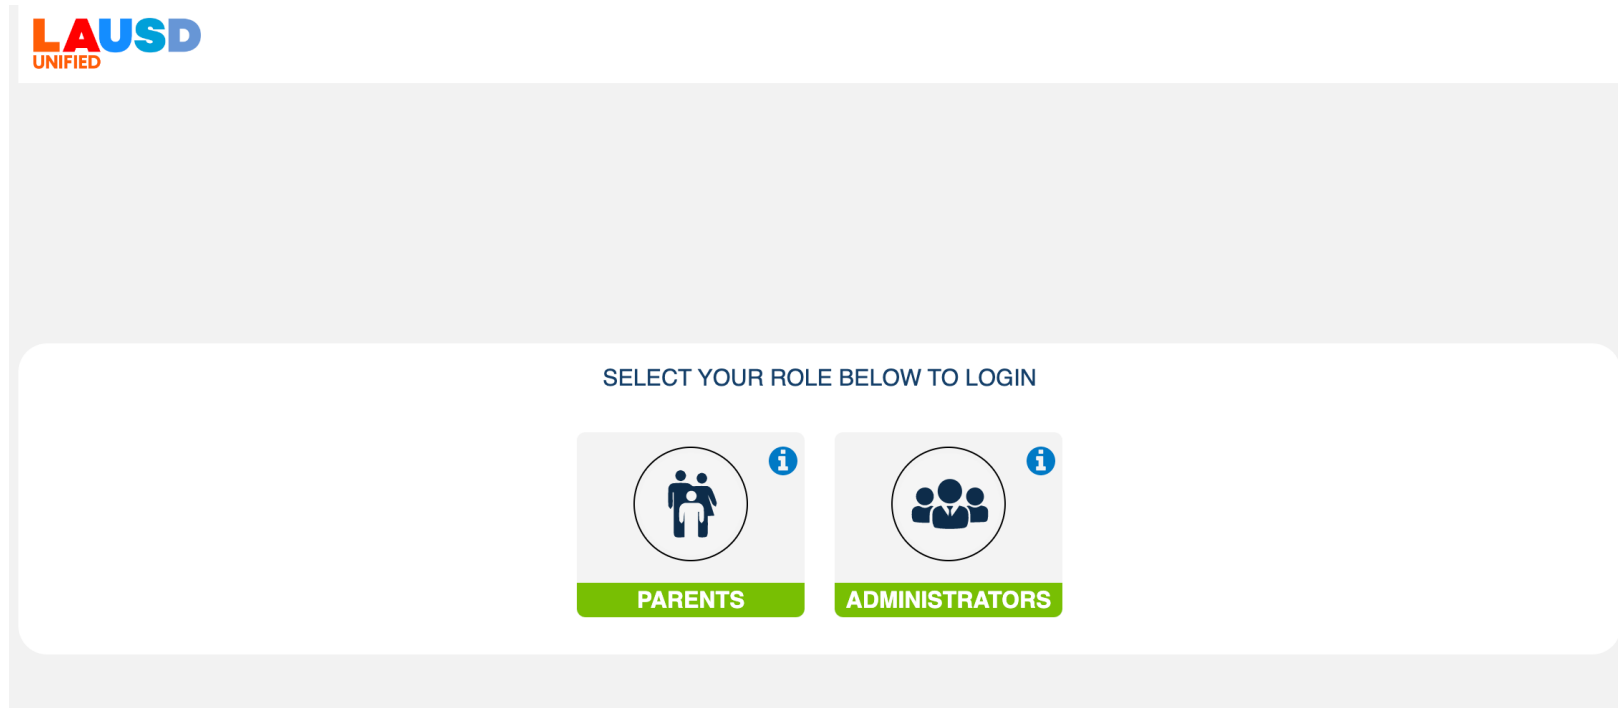 LAUSD
UNIFIED
SELECT YOUR ROLE BELOW TO LOGIN
PARENTS
ADMINISTRATORS